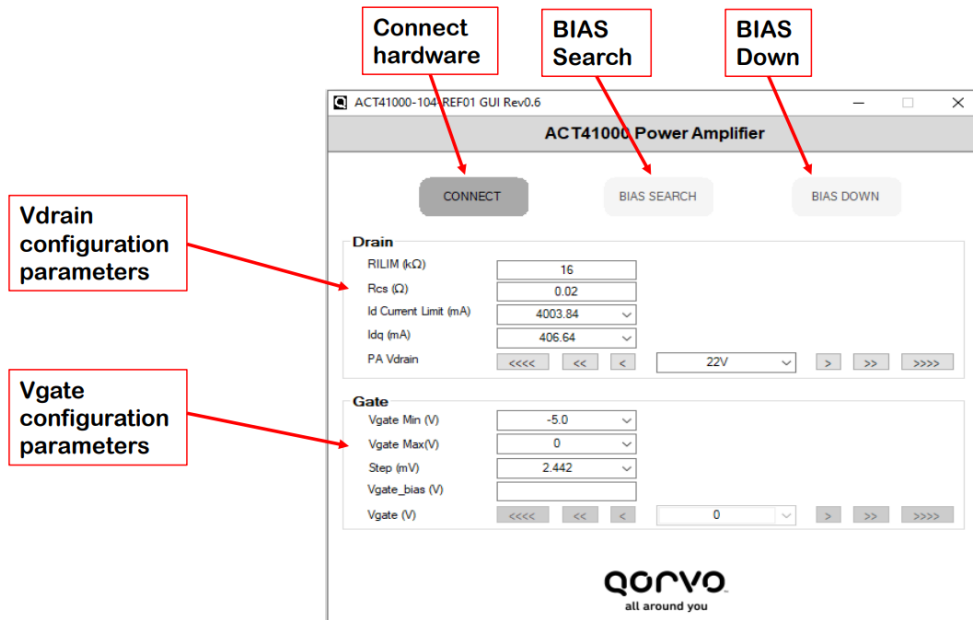 Connect
hardware
BIAS
Search
BIAS
Down
ACT41000-104-REF01 GUI Rev0.6
ACT41000 Power Amplifier
CONNECT
BIAS SEARCH
BIAS DOWN
Vdrain
configuration
parameters
Drain
RILIM (kΩ) 16
Rcs (Ω) 0.02
Id Current Limit (mA) 4003.84
Idq (mA) 406.64
PA Vdrain <<<< << < 22V > >> >>>>
Vgate
configuration
parameters
Gate
Vgate Min (V) -5.0
Vgate Max(V) 0
Step (mV) 2.442
Vgate_bias (V)
Vgate (V) <<<< << < 0 > >> >>>>
QORVO
all around you